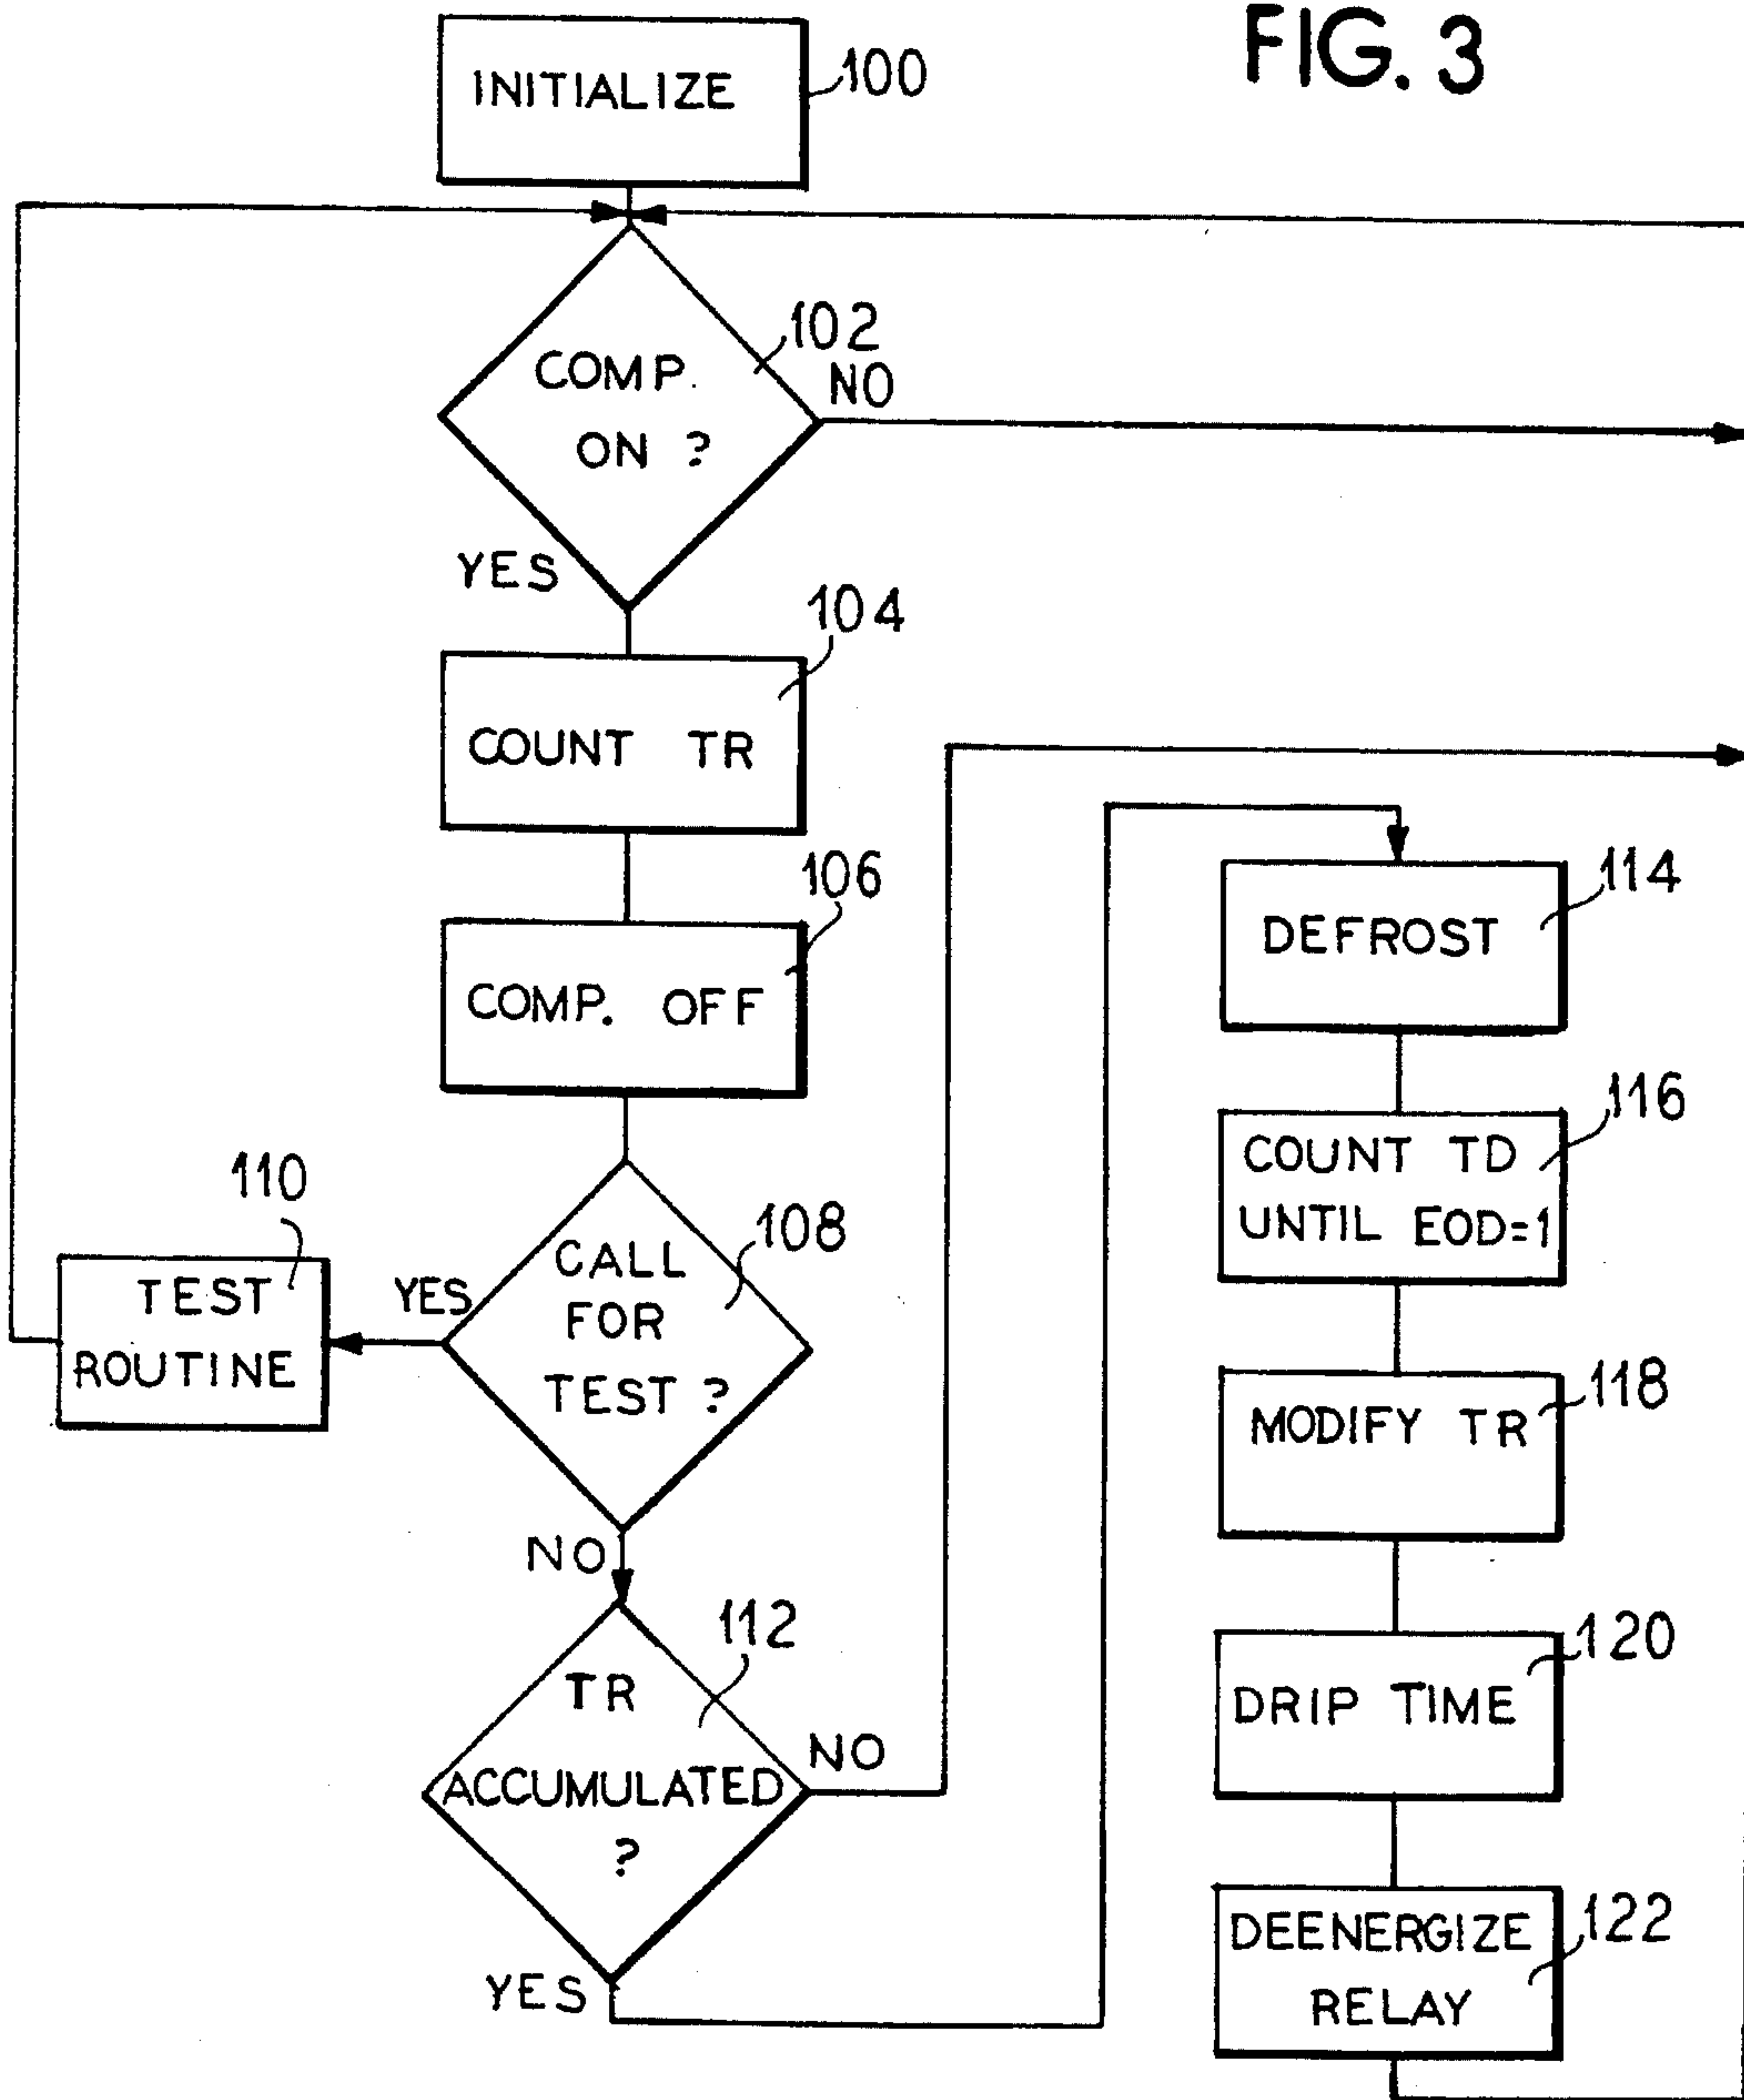 FIG. 3
INITIALIZE
100
COMP.
ON ?
102
NO
YES
COUNT TR
104
COMP. OFF
106
CALL
FOR
TEST ?
108
YES
TEST
ROUTINE
110
NO
TR
ACCUMULATED
?
112
NO
YES
DEFROST
114
COUNT TD
UNTIL EOD=1
116
MODIFY TR
118
DRIP TIME
120
DEENERGIZE
RELAY
122